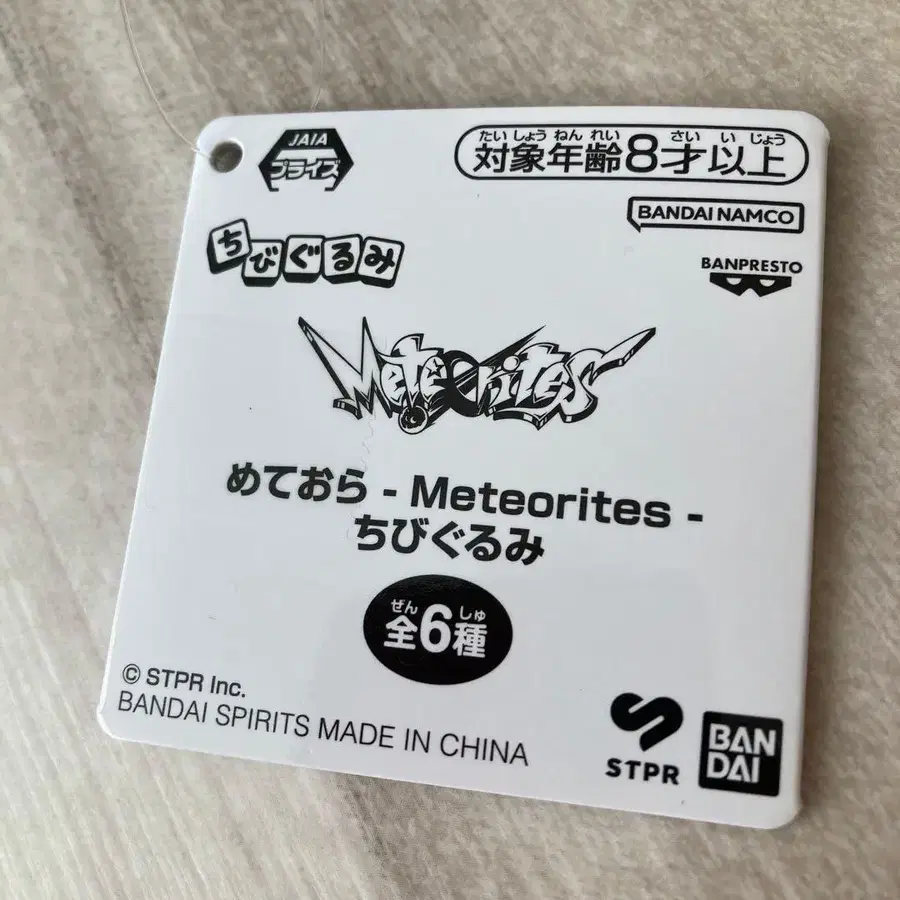 JAIA
プライズ
たいしょうねんれい さい いじょう
対象年齢8才以上
BANDAI NAMCO
ちびぐるみ
BANPRESTO
Meteorites
めておら - Meteorites -
ちびぐるみ
ぜん しゅ
全6種
© STPR Inc.
BANDAI SPIRITS MADE IN CHINA
STPR
BAN
DAI